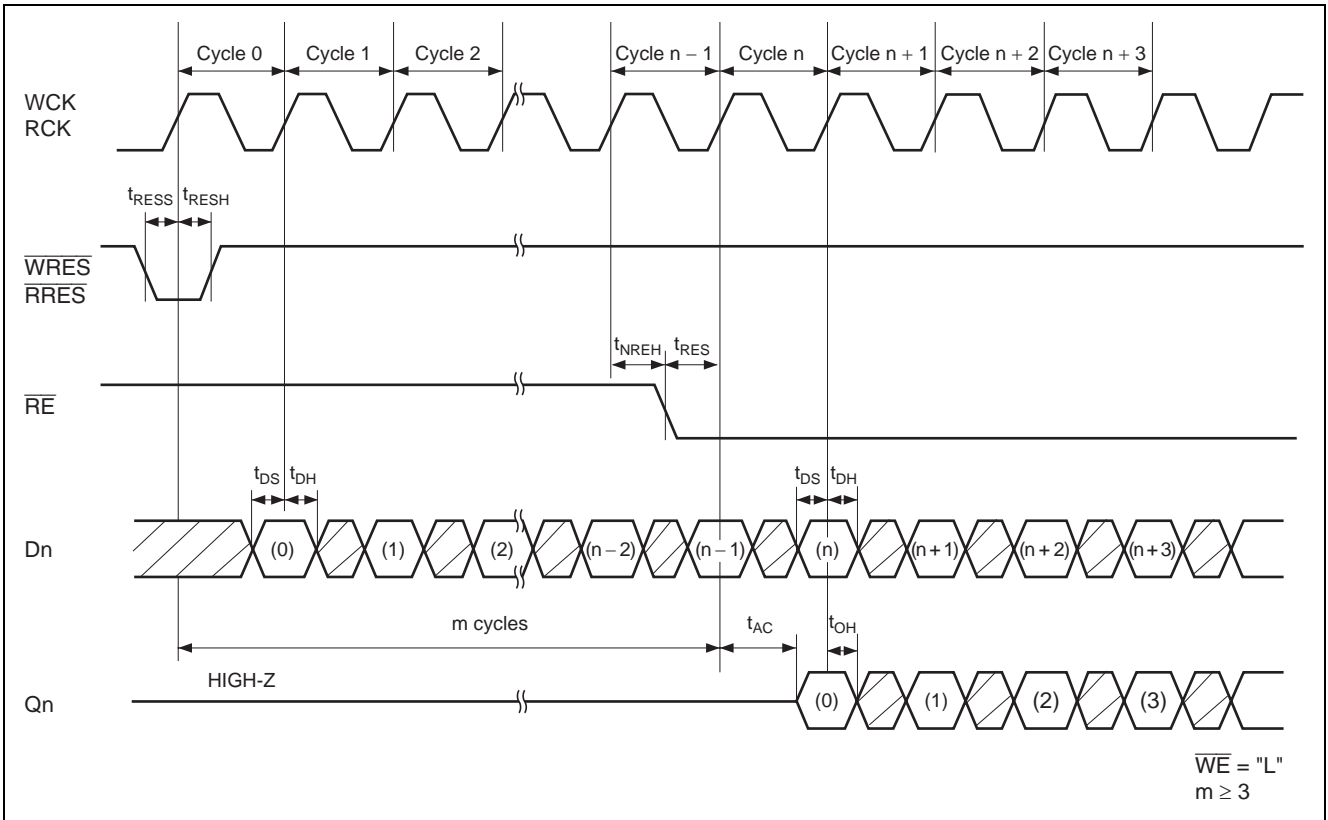 Cycle 0 Cycle 1 Cycle 2 Cycle n − 1 Cycle n Cycle n + 1 Cycle n + 2 Cycle n + 3
WCK
RCK
tRESS tRESH
WRES
RRES
tNREH tRES
RE
tDS tDH tDS tDH
Dn (0) (1) (2) (n−2) (n−1) (n) (n+1) (n+2) (n+3)
m cycles tAC tOH
HIGH-Z
Qn (0) (1) (2) (3)
WE = "L"
m ≥ 3